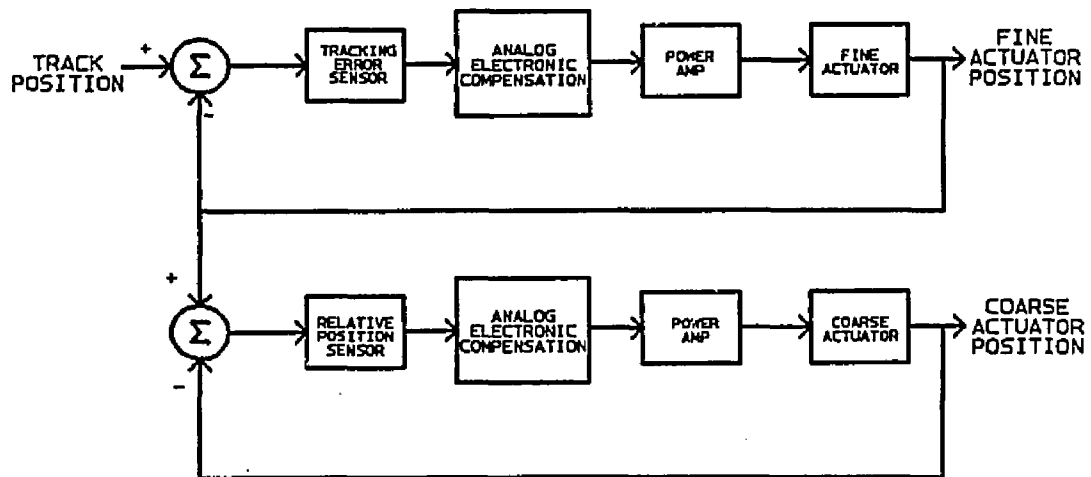 TRACK
POSITION
+
-
Σ
TRACKING
ERROR
SENSOR
ANALOG
ELECTRONIC
COMPENSATION
POWER
AMP
FINE
ACTUATOR
FINE
ACTUATOR
POSITION
+
-
Σ
RELATIVE
POSITION
SENSOR
ANALOG
ELECTRONIC
COMPENSATION
POWER
AMP
COARSE
ACTUATOR
COARSE
ACTUATOR
POSITION